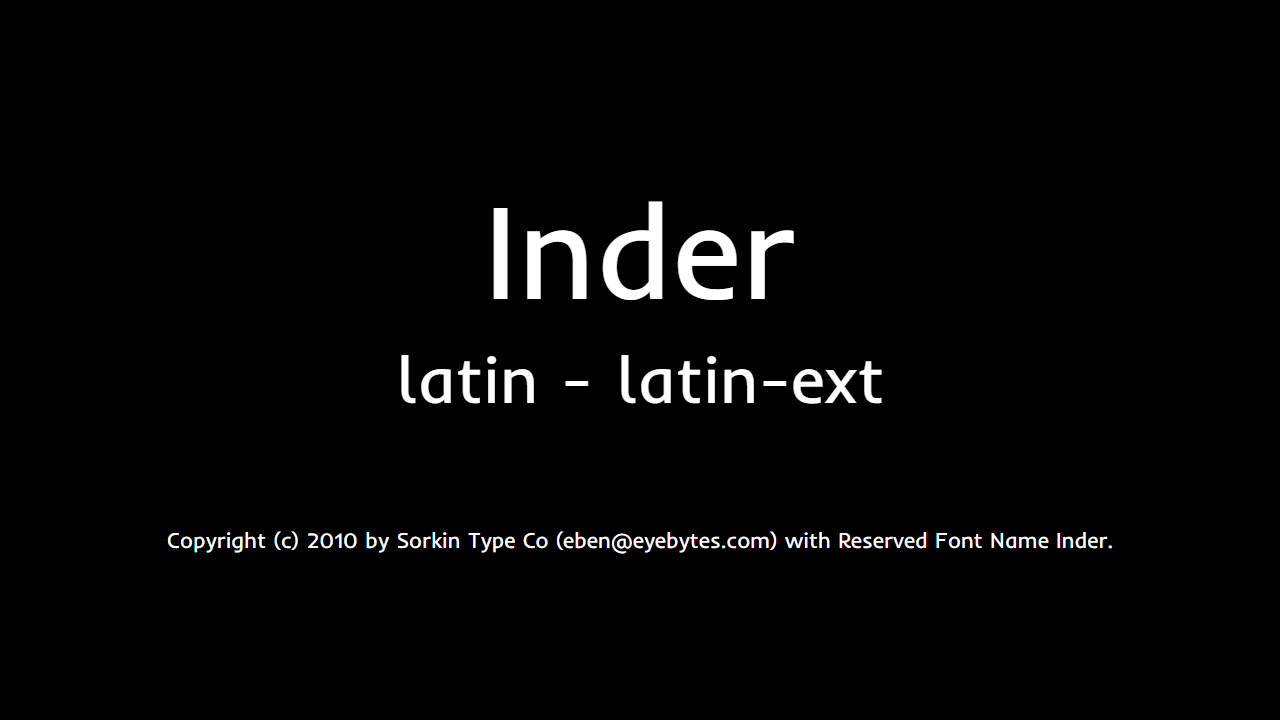 Inder
latin - latin-ext
Copyright (c) 2010 by Sorkin Type Co (eben@eyebytes.com) with Reserved Font Name Inder.